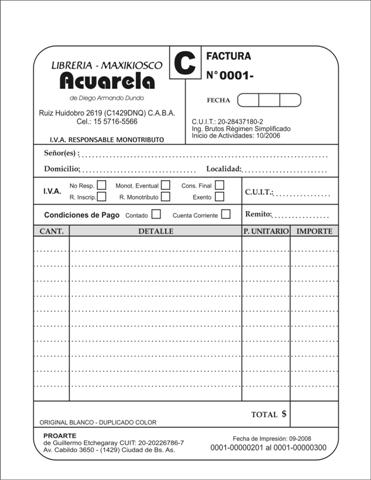 LIBRERIA - MAXIKIOSCO
Acuarela
de Diego Armando Dundo
Ruiz Huidobro 2619 (C1429DNQ) C.A.B.A.
Cel.: 15 5716-5566
I.V.A. RESPONSABLE MONOTRIBUTO
C
FACTURA
N° 0001-
FECHA
C.U.I.T.: 20-28437180-2
Ing. Brutos Régimen Simplificado
Inicio de Actividades: 10/2006
Señor(es) :
Domicilio: Localidad:
I.V.A. No Resp. Monot. Eventual Cons. Final
R. Inscrip. R. Monotributo Exento
C.U.I.T.:
Condiciones de Pago Contado Cuenta Corriente Remito:
CANT. DETALLE P. UNITARIO IMPORTE
TOTAL $
ORIGINAL BLANCO - DUPLICADO COLOR
PROARTE
de Guillermo Etchegaray CUIT: 20-20226786-7
Av. Cabildo 3650 - (1429) Ciudad de Bs. As.
Fecha de Impresión: 09-2008
0001-00000201 al 0001-00000300